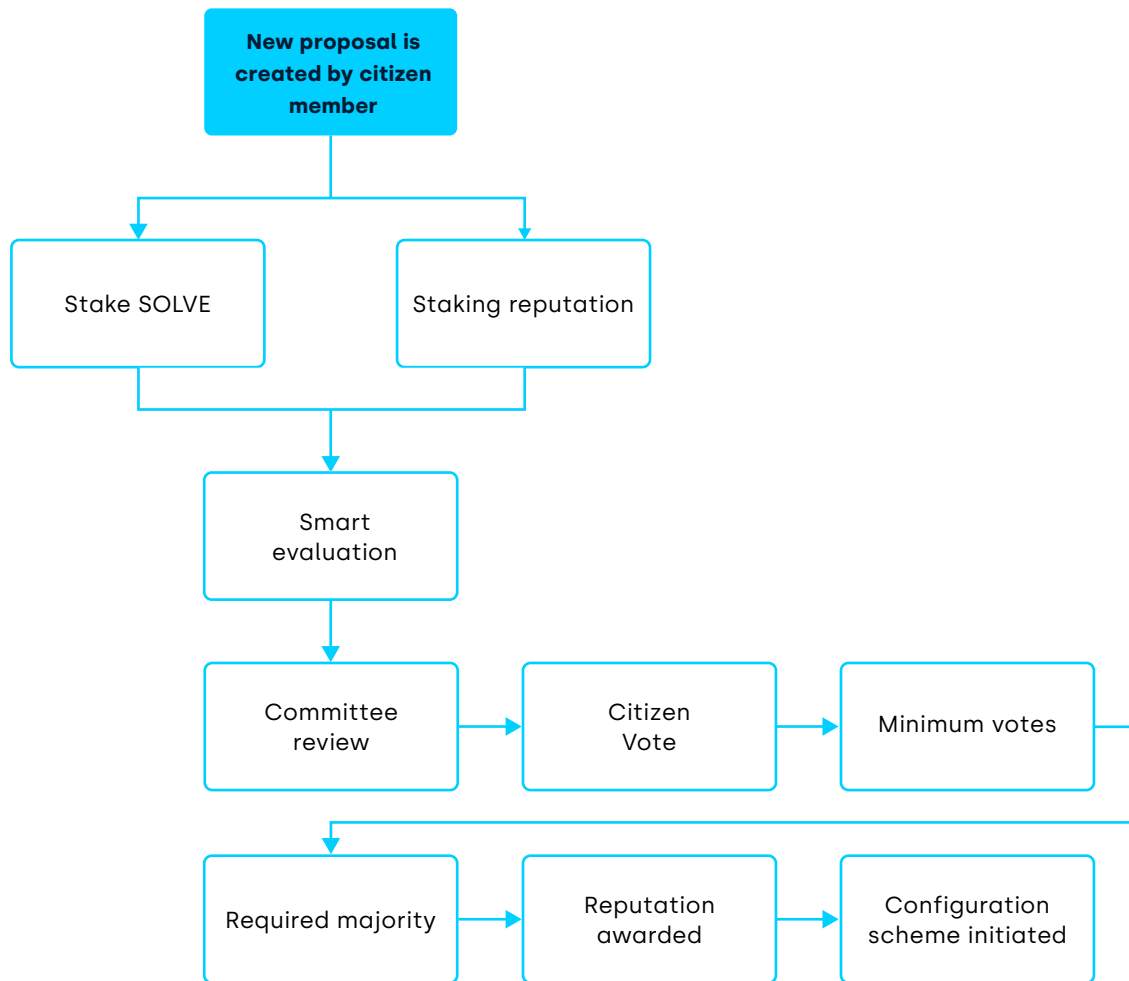 New proposal is
created by citizen
member
Stake SOLVE
Staking reputation
Smart
evaluation
Committee
review
Citizen
Vote
Minimum votes
Required majority
Reputation
awarded
Configuration
scheme initiated